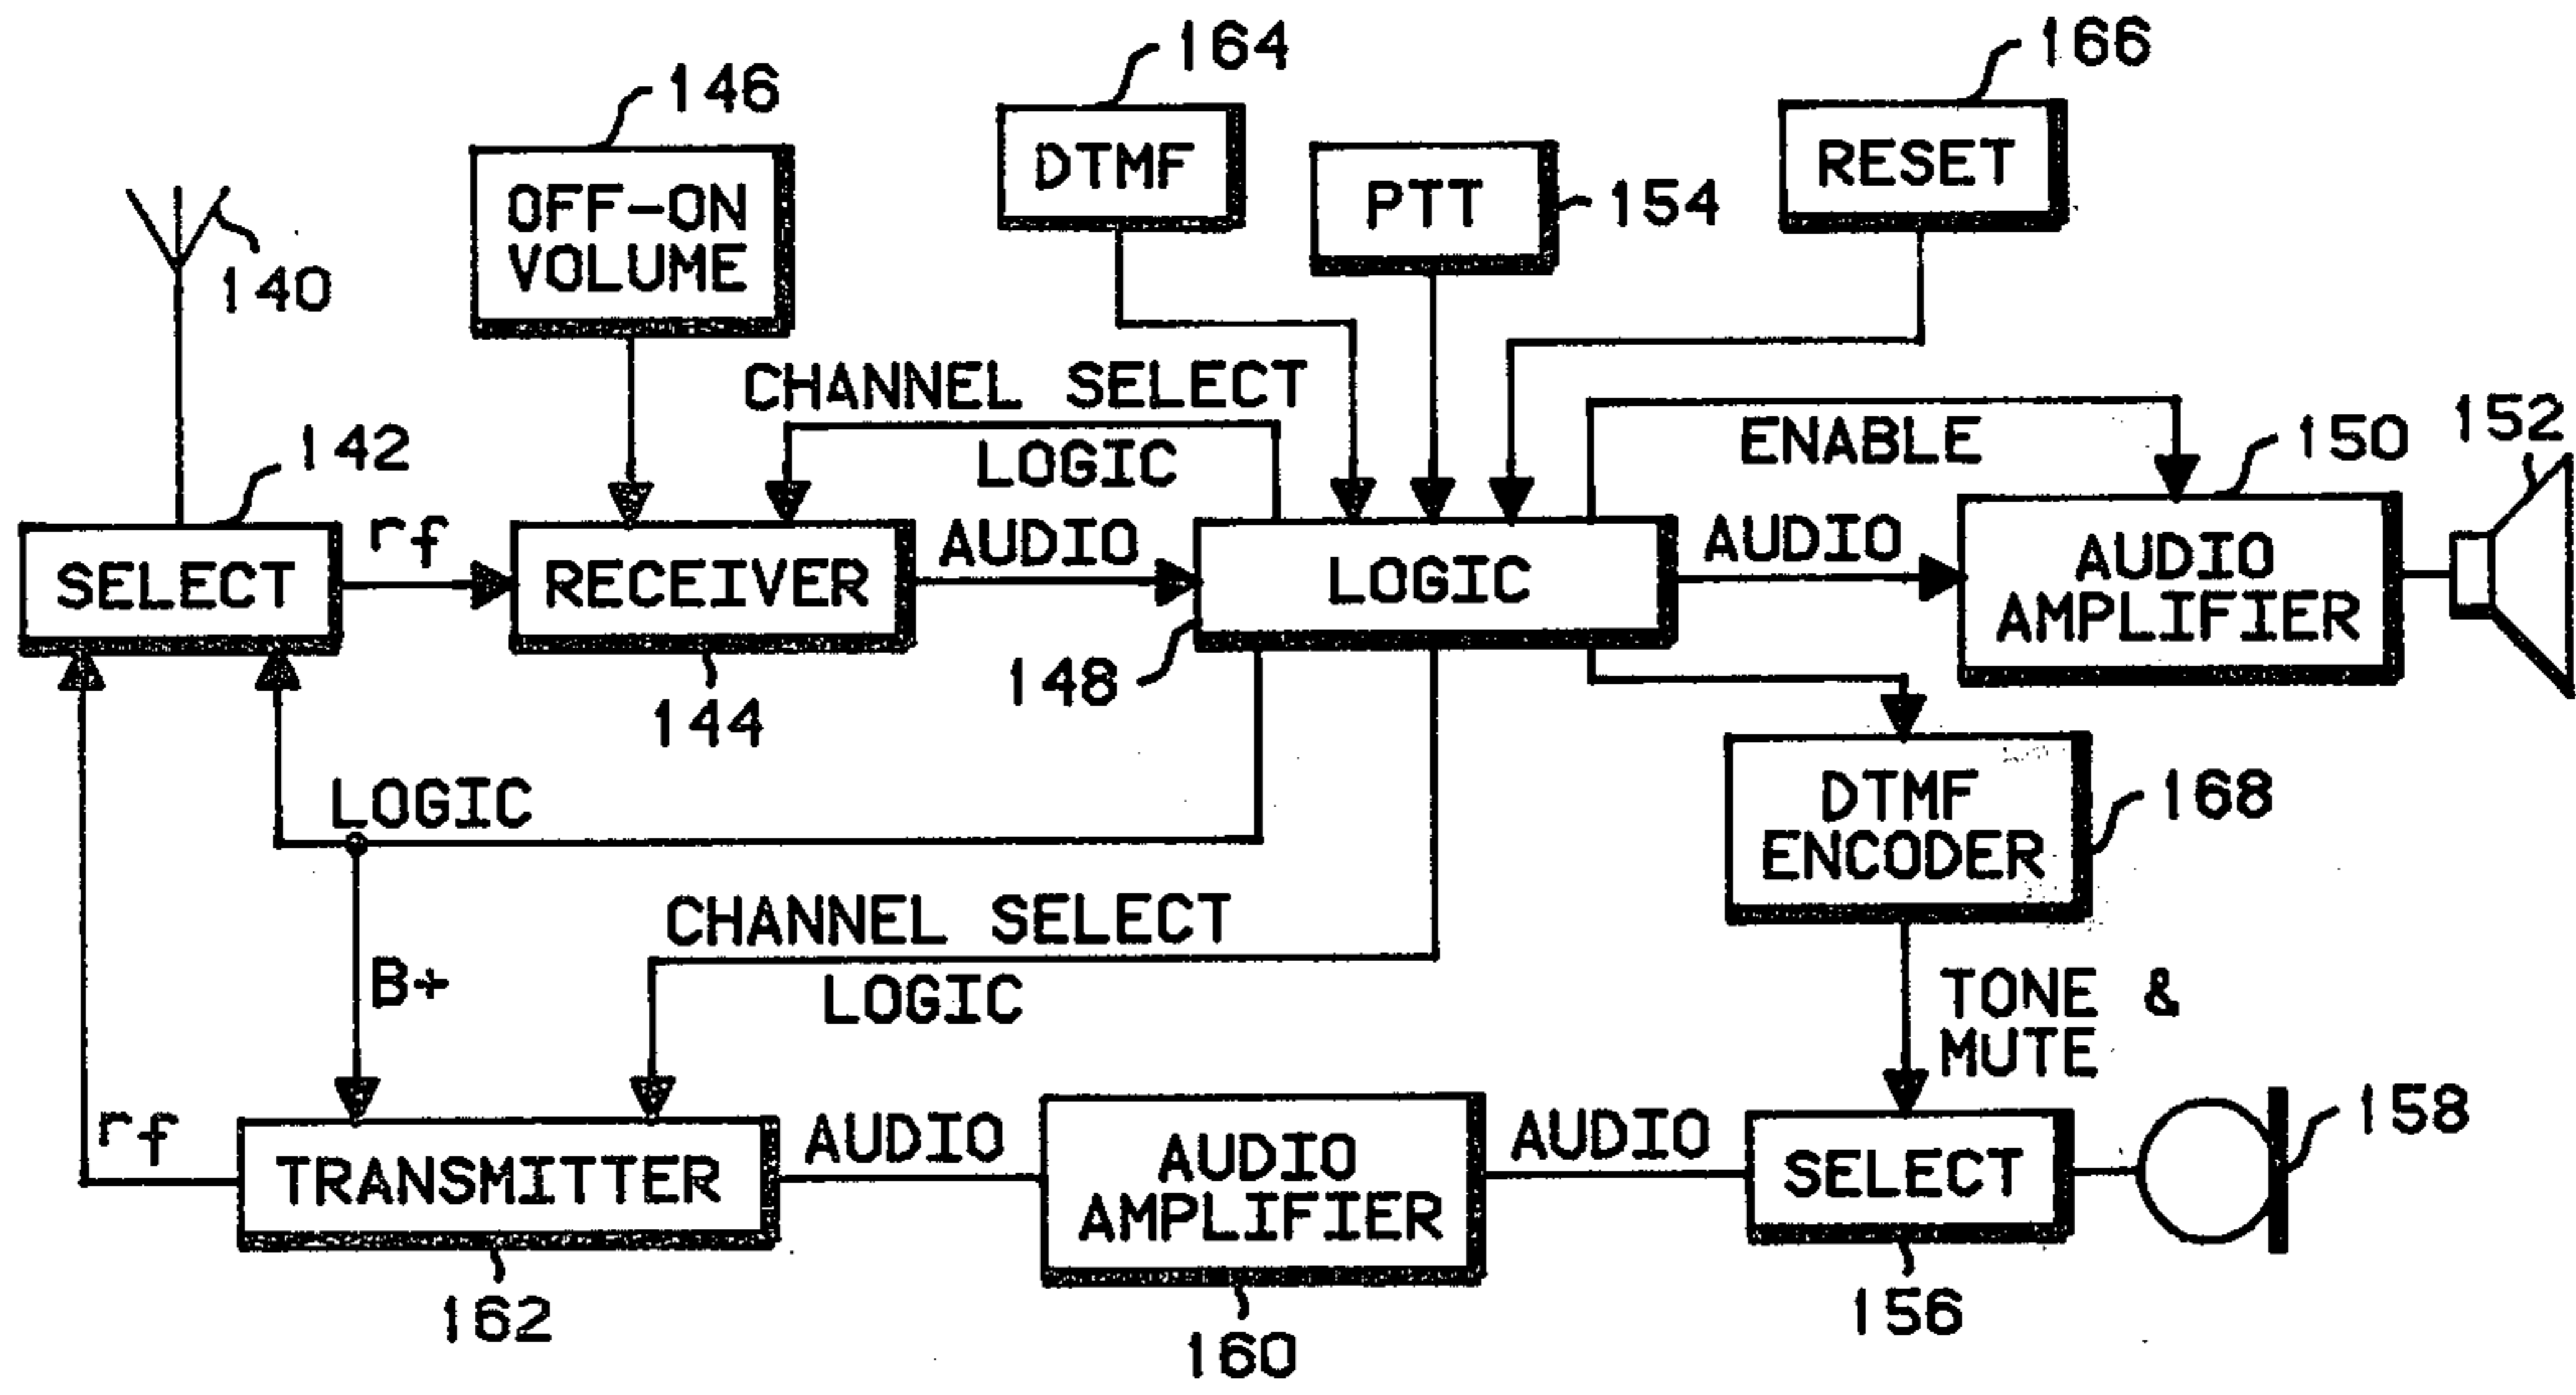 164
166
146
DTMF
RESET
PTT
154
OFF-ON
VOLUME
140
CHANNEL SELECT
LOGIC
ENABLE
150
152
142
rf
SELECT
RECEIVER
144
AUDIO
LOGIC
148
AUDIO
AUDIO
AMPLIFIER
DTMF
ENCODER
168
LOGIC
CHANNEL SELECT
LOGIC
B+
TONE &
MUTE
rf
TRANSMITTER
162
AUDIO
AUDIO
AMPLIFIER
160
AUDIO
SELECT
156
158